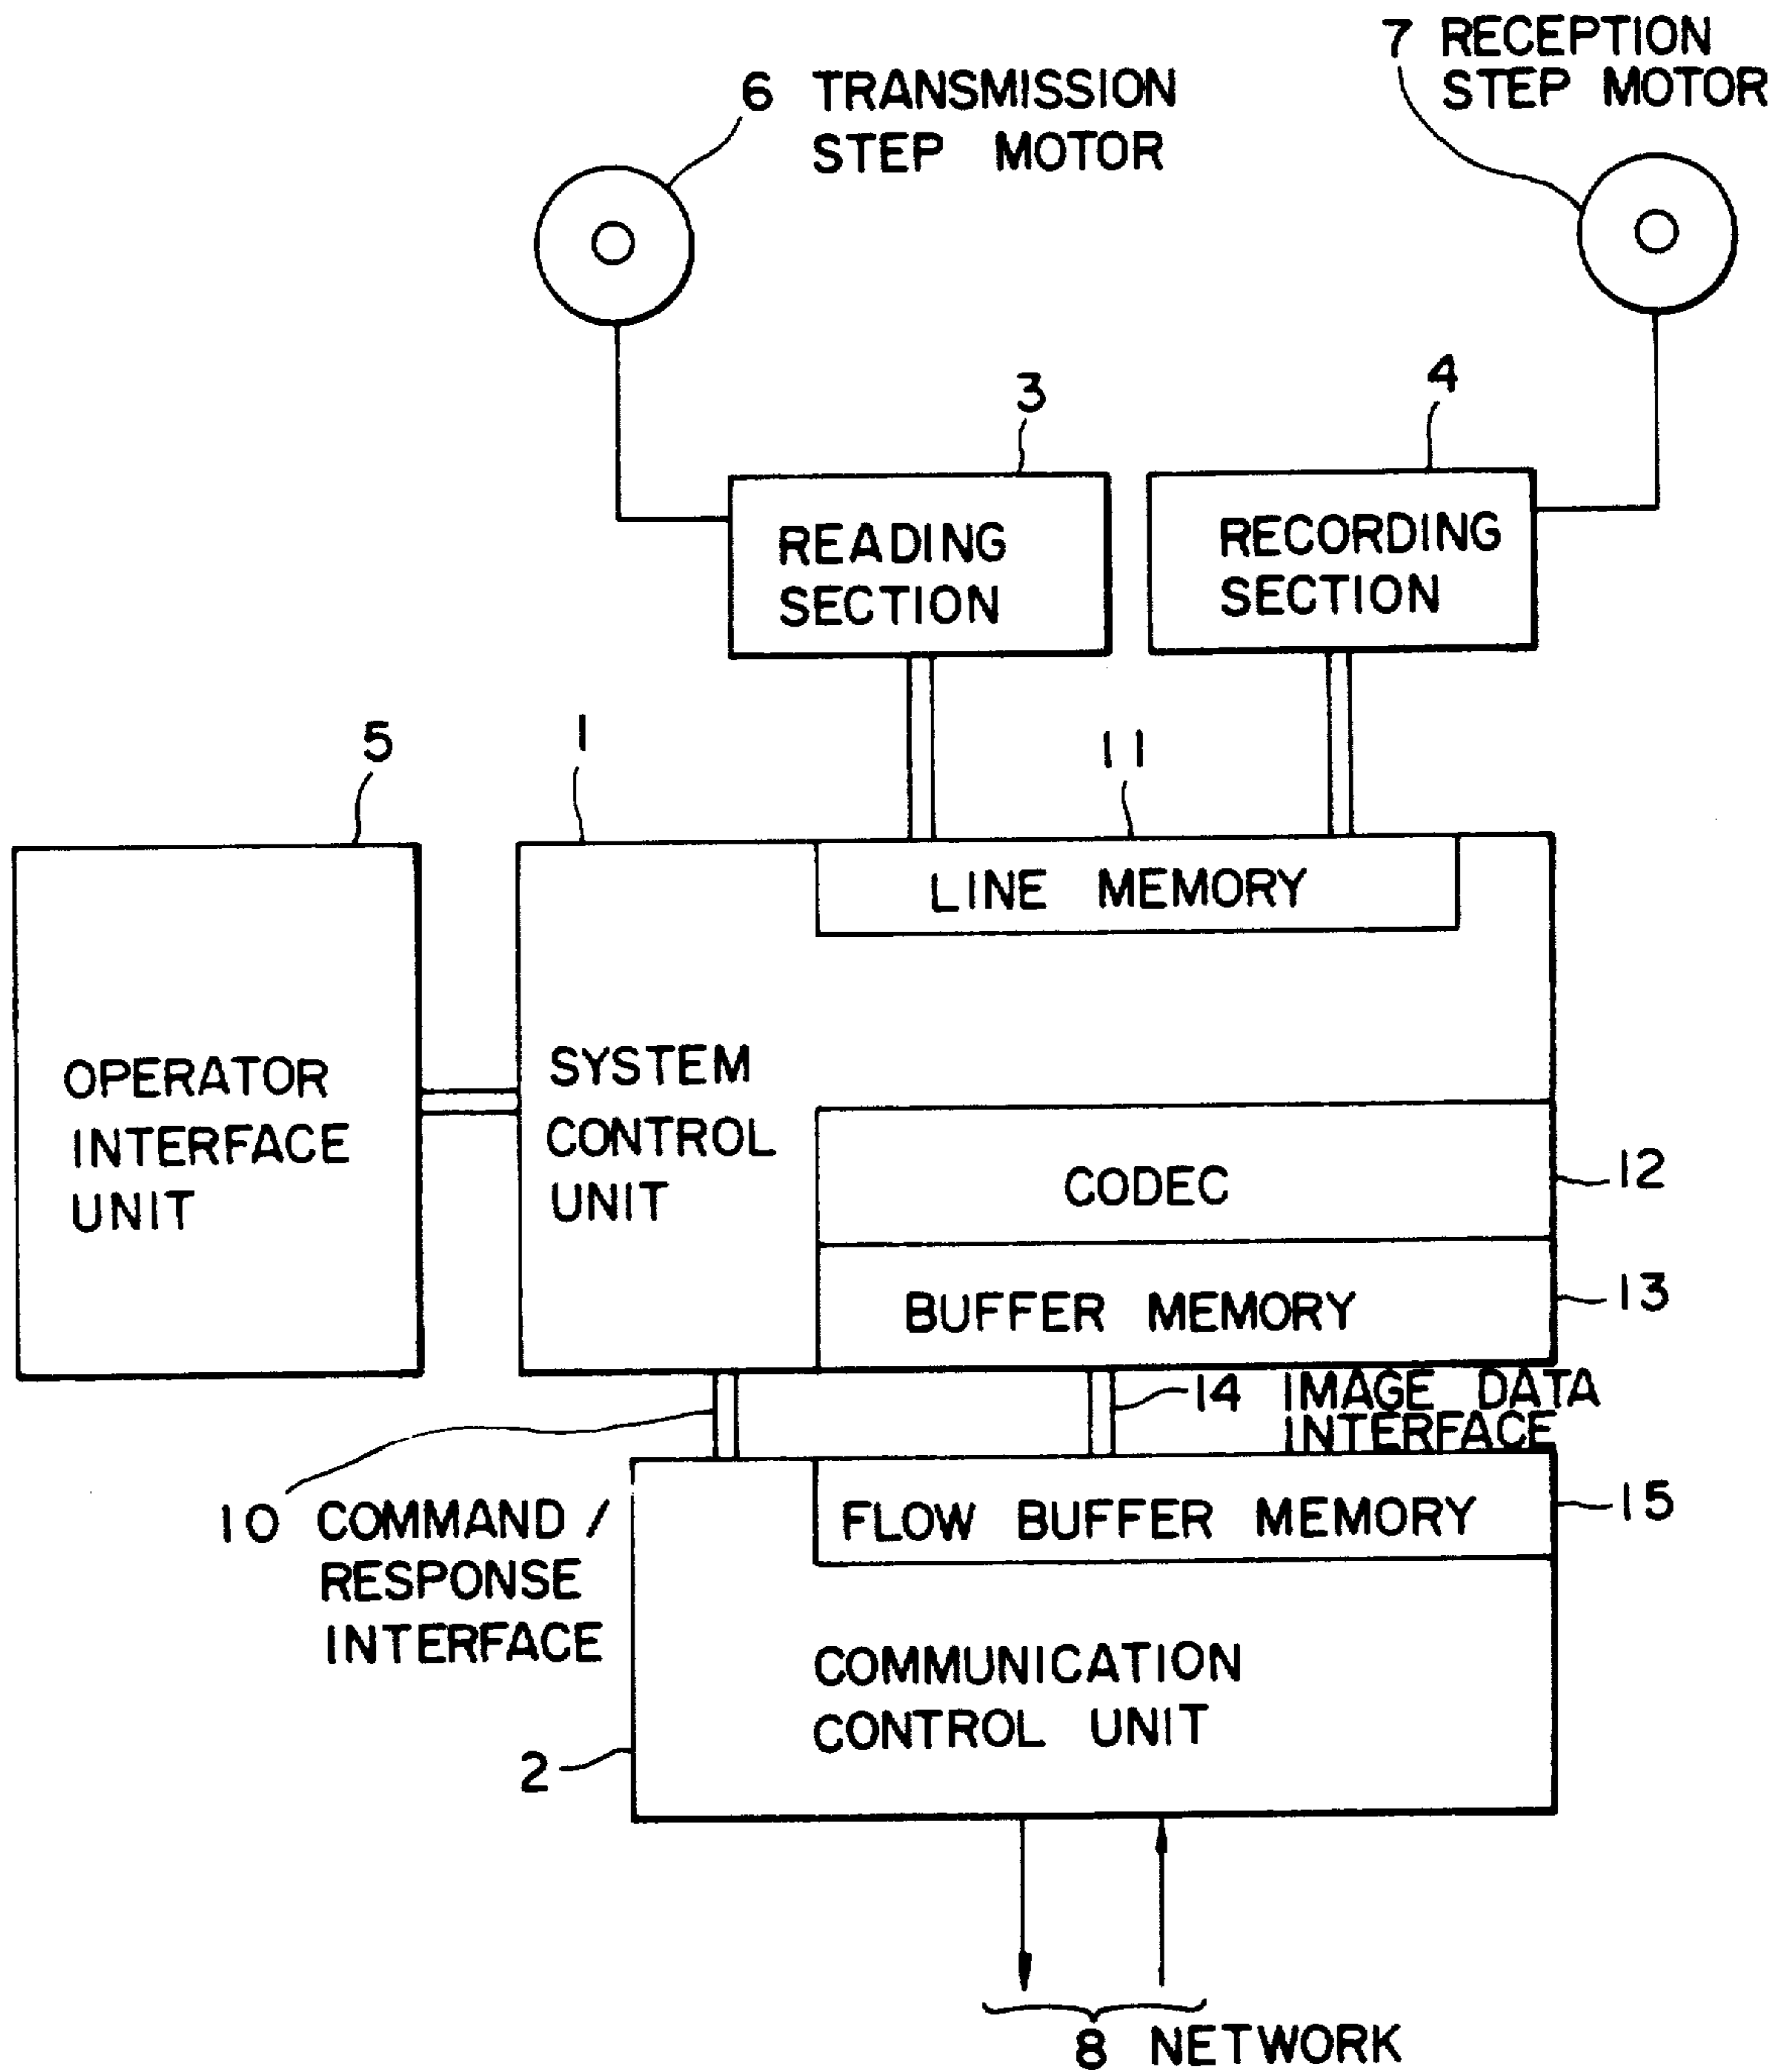 7 RECEPTION
STEP MOTOR
6 TRANSMISSION
STEP MOTOR
3
4
READING
SECTION
RECORDING
SECTION
5
1
11
LINE MEMORY
OPERATOR
INTERFACE
UNIT
SYSTEM
CONTROL
UNIT
CODEC
12
BUFFER MEMORY
13
14 IMAGE DATA
INTERFACE
10 COMMAND /
RESPONSE
INTERFACE
FLOW BUFFER MEMORY
15
COMMUNICATION
CONTROL UNIT
2
8 NETWORK